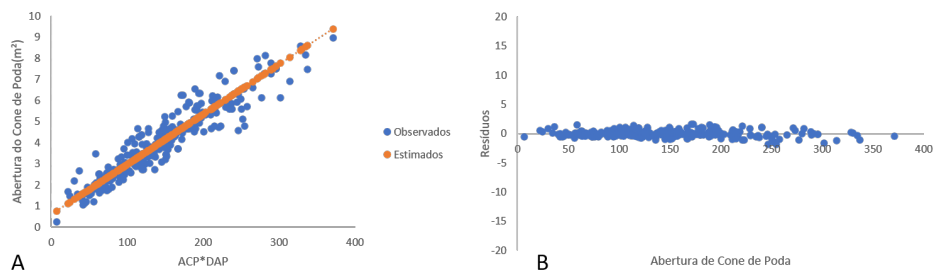 10
9
8
7
6
5
4
3
2
1
0
Abertura do Cone de Poda(m²)
0 100 200 300 400
ACP*DAP
Observados
Estimados
A
20
15
10
5
0
-5
-10
-15
-20
Resíduos
0 50 100 150 200 250 300 350 400
Abertura de Cone de Poda
B